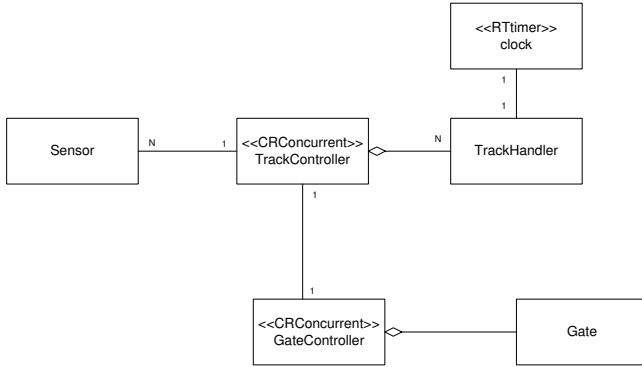 <<RTtimer>>
clock
1
1
Sensor
N
1
<<CRConcurrent>>
TrackController
N
TrackHandler
1
1
<<CRConcurrent>>
GateController
Gate